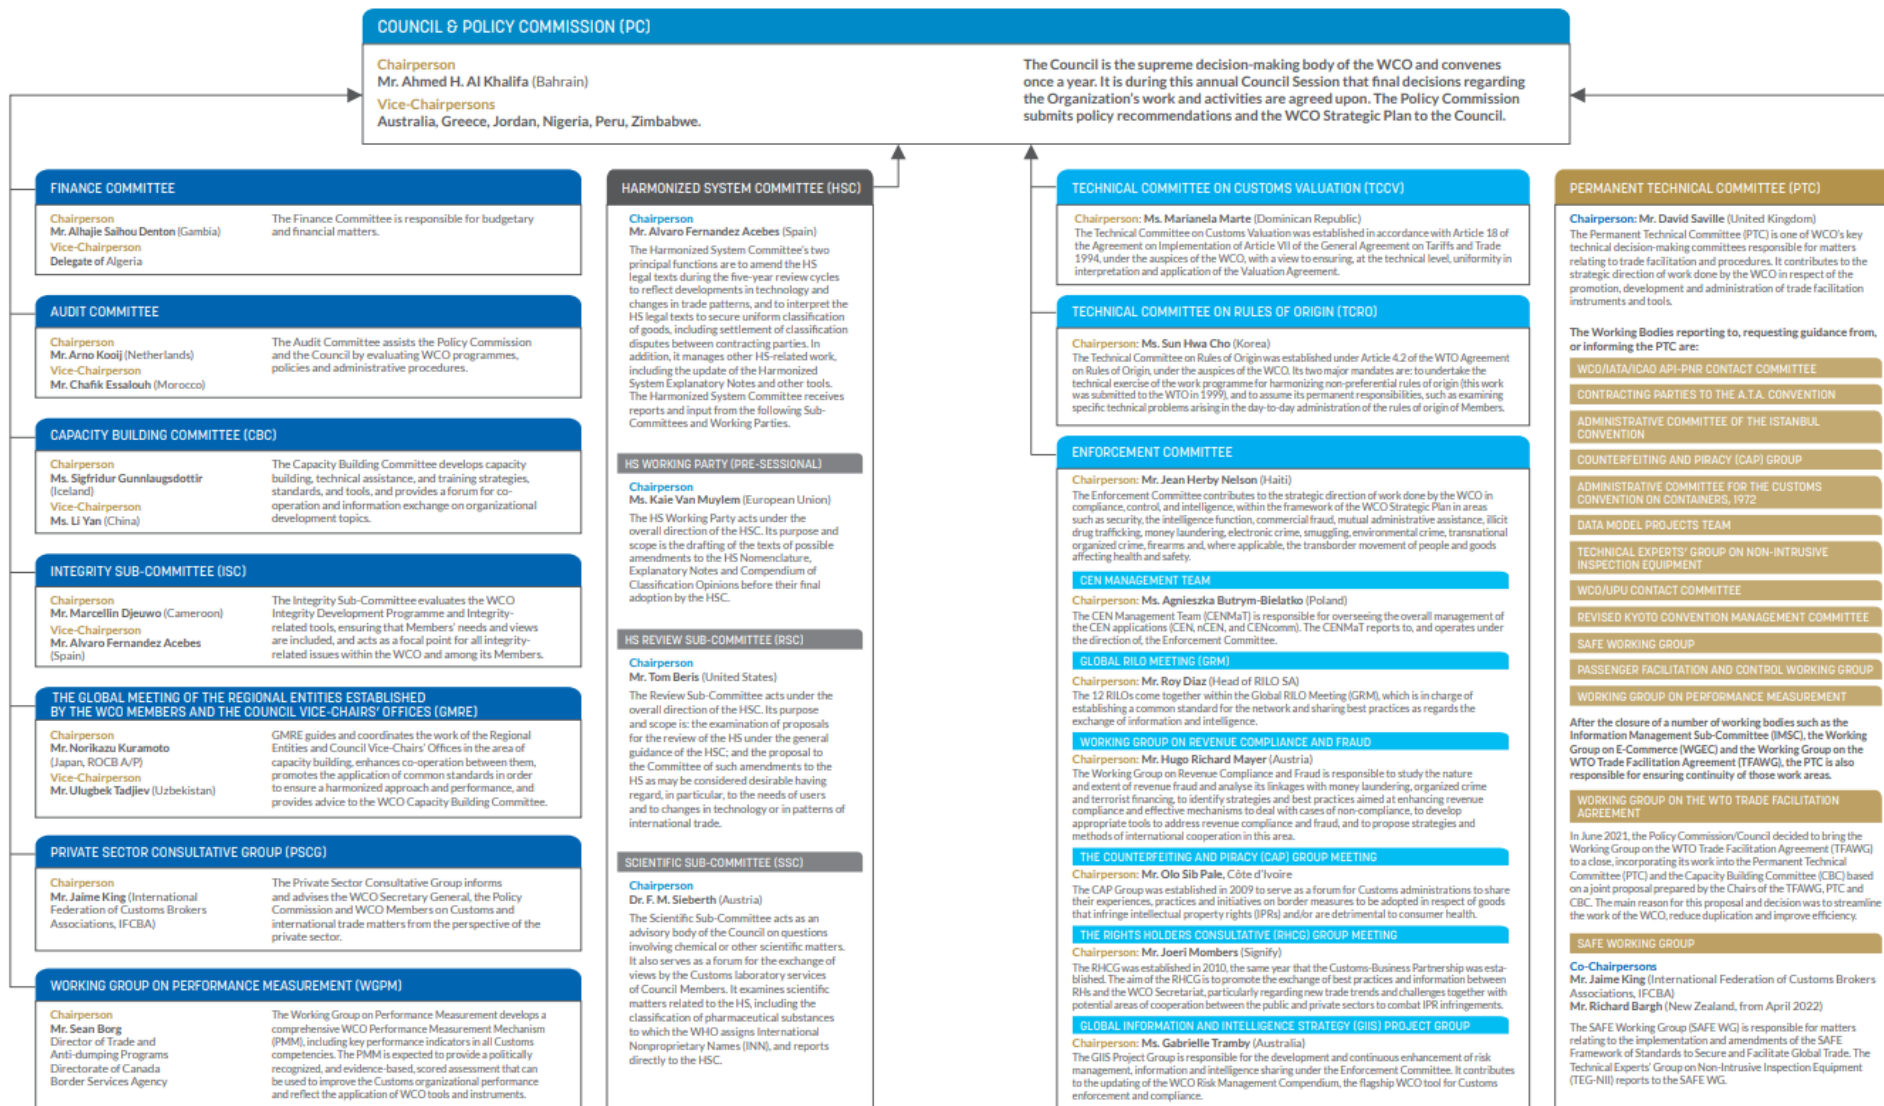 COUNCIL & POLICY COMMISSION (PC)
Chairperson
Mr. Ahmed H. Al Khalifa (Bahrain)
Vice-Chairpersons
Australia, Greece, Jordan, Nigeria, Peru, Zimbabwe.
The Council is the supreme decision-making body of the WCO and convenes
once a year. It is during this annual Council Session that final decisions regarding
the Organization's work and activities are agreed upon. The Policy Commission
submits policy recommendations and the WCO Strategic Plan to the Council.
FINANCE COMMITTEE
Chairperson
Mr. Alhajie Saihou Denton (Gambia)
Vice-Chairperson
Delegate of Algeria
The Finance Committee is responsible for budgetary
and financial matters.
AUDIT COMMITTEE
Chairperson
Mr. Arno Kooij (Netherlands)
Vice-Chairperson
Mr. Chafik Essalouh (Morocco)
The Audit Committee assists the Policy Commission
and the Council by evaluating WCO programmes,
policies and administrative procedures.
CAPACITY BUILDING COMMITTEE (CBC)
Chairperson
Ms. Sigfridur Gunnlaugsdottir
(Iceland)
Vice-Chairperson
Ms. Li Yan (China)
The Capacity Building Committee develops capacity
building, technical assistance, and training strategies,
standards, and tools, and provides a forum for co-
operation and information exchange on organizational
development topics.
INTEGRITY SUB-COMMITTEE (ISC)
Chairperson
Mr. Marcellin Djeuwo (Cameroon)
Vice-Chairperson
Mr. Alvaro Fernandez Acebes
(Spain)
The Integrity Sub-Committee evaluates the WCO
Integrity Development Programme and Integrity-
related tools, ensuring that Members' needs and views
are included, and acts as a focal point for all integrity-
related issues within the WCO and among its Members.
THE GLOBAL MEETING OF THE REGIONAL ENTITIES ESTABLISHED
BY THE WCO MEMBERS AND THE COUNCIL VICE-CHAIRS' OFFICES (GMRE)
Chairperson
Mr. Norikazu Kuramoto
(Japan, ROCB A/P)
Vice-Chairperson
Mr. Ulugbek Tadjiev (Uzbekistan)
GMRE guides and coordinates the work of the Regional
Entities and Council Vice-Chairs' Offices in the area of
capacity building, enhances co-operation between them,
promotes the application of common standards in order
to ensure a harmonized approach and performance, and
provides advice to the WCO Capacity Building Committee.
PRIVATE SECTOR CONSULTATIVE GROUP (PSCG)
Chairperson
Mr. Jaime King (International
Federation of Customs Brokers
Associations, IFCBA)
The Private Sector Consultative Group informs
and advises the WCO Secretary General, the Policy
Commission and WCO Members on Customs and
international trade matters from the perspective of the
private sector.
WORKING GROUP ON PERFORMANCE MEASUREMENT (WGPM)
Chairperson
Mr. Sean Borg
Director of Trade and
Anti-dumping Programs
Directorate of Canada
Border Services Agency
The Working Group on Performance Measurement develops a
comprehensive WCO Performance Measurement Mechanism
(PMM), including key performance indicators in all Customs
competencies. The PMM is expected to provide a politically
recognized, and evidence-based, scored assessment that can
be used to improve the Customs organizational performance
and reflect the application of WCO tools and instruments.
HARMONIZED SYSTEM COMMITTEE (HSC)
Chairperson
Mr. Alvaro Fernandez Acebes (Spain)
The Harmonized System Committee's two
principal functions are to amend the HS
legal texts during the five-year review cycles
to reflect developments in technology and
changes in trade patterns, and to interpret the
HS legal texts to secure uniform classification
of goods, including settlement of classification
disputes between contracting parties. In
addition, it manages other HS-related work,
including the update of the Harmonized
System Explanatory Notes and other tools.
The Harmonized System Committee receives
reports and input from the following Sub-
Committees and Working Parties.
HS WORKING PARTY (PRE-SESSIONAL)
Chairperson
Ms. Kaie Van Muylem (European Union)
The HS Working Party acts under the
overall direction of the HSC. Its purpose and
scope is the drafting of the texts of possible
amendments to the HS Nomenclature,
Explanatory Notes and Compendium of
Classification Opinions before their final
adoption by the HSC.
HS REVIEW SUB-COMMITTEE (RSC)
Chairperson
Mr. Tom Beris (United States)
The Review Sub-Committee acts under the
overall direction of the HSC. Its purpose
and scope is: the examination of proposals
for the review of the HS under the general
guidance of the HSC; and the proposal to
the Committee of such amendments to the
HS as may be considered desirable having
regard, in particular, to the needs of users
and to changes in technology or in patterns of
international trade.
SCIENTIFIC SUB-COMMITTEE (SSC)
Chairperson
Dr. F. M. Sieberth (Austria)
The Scientific Sub-Committee acts as an
advisory body of the Council on questions
involving chemical or other scientific matters.
It also serves as a forum for the exchange of
views by the Customs laboratory services
of Council Members. It examines scientific
matters related to the HS, including the
classification of pharmaceutical substances
to which the WHO assigns International
Nonproprietary Names (INN), and reports
directly to the HSC.
TECHNICAL COMMITTEE ON CUSTOMS VALUATION (TCCV)
Chairperson: Ms. Marianela Marte (Dominican Republic)
The Technical Committee on Customs Valuation was established in accordance with Article 18 of
the Agreement on Implementation of Article VII of the General Agreement on Tariffs and Trade
1994, under the auspices of the WCO, with a view to ensuring, at the technical level, uniformity in
interpretation and application of the Valuation Agreement.
TECHNICAL COMMITTEE ON RULES OF ORIGIN (TCRO)
Chairperson: Ms. Sun Hwa Cho (Korea)
The Technical Committee on Rules of Origin was established under Article 4.2 of the WTO Agreement
on Rules of Origin, under the auspices of the WCO. Its two major mandates are: to undertake the
technical exercise of the work programme for harmonizing non-preferential rules of origin (this work
was submitted to the WTO in 1999), and to assume its permanent responsibilities, such as examining
specific technical problems arising in the day-to-day administration of the rules of origin of Members.
ENFORCEMENT COMMITTEE
Chairperson: Mr. Jean Herby Nelson (Haiti)
The Enforcement Committee contributes to the strategic direction of work done by the WCO in
compliance, control, and intelligence, within the framework of the WCO Strategic Plan in areas
such as security, the intelligence function, commercial fraud, mutual administrative assistance, illicit
drug trafficking, money laundering, electronic crime, smuggling, environmental crime, transnational
organized crime, firearms and, where applicable, the transborder movement of people and goods
affecting health and safety.
CEN MANAGEMENT TEAM
Chairperson: Ms. Agnieszka Butrym-Bielatko (Poland)
The CEN Management Team (CENMaT) is responsible for overseeing the overall management of
the CEN applications (CEN, nCEN, and CENcomm). The CENMaT reports to, and operates under
the direction of, the Enforcement Committee.
GLOBAL RILO MEETING (GRM)
Chairperson: Mr. Roy Diaz (Head of RILO SA)
The 12 RILOs come together within the Global RILO Meeting (GRM), which is in charge of
establishing a common standard for the network and sharing best practices as regards the
exchange of information and intelligence.
WORKING GROUP ON REVENUE COMPLIANCE AND FRAUD
Chairperson: Mr. Hugo Richard Mayer (Austria)
The Working Group on Revenue Compliance and Fraud is responsible to study the nature
and extent of revenue fraud and analyse its linkages with money laundering, organized crime
and terrorist financing, to identify strategies and best practices aimed at enhancing revenue
compliance and effective mechanisms to deal with cases of non-compliance, to develop
appropriate tools to address revenue compliance and fraud, and to propose strategies and
methods of international cooperation in this area.
THE COUNTERFEITING AND PIRACY (CAP) GROUP MEETING
Chairperson: Mr. Olo Sib Pale, Côte d'Ivoire
The CAP Group was established in 2009 to serve as a forum for Customs administrations to share
their experiences, practices and initiatives on border measures to be adopted in respect of goods
that infringe intellectual property rights (IPRs) and/or are detrimental to consumer health.
THE RIGHTS HOLDERS CONSULTATIVE (RHCG) GROUP MEETING
Chairperson: Mr. Joeri Mombers (Signify)
The RHCG was established in 2010, the same year that the Customs-Business Partnership was esta-
blished. The aim of the RHCG is to promote the exchange of best practices and information between
RHs and the WCO Secretariat, particularly regarding new trade trends and challenges together with
potential areas of cooperation between the public and private sectors to combat IPR infringements.
GLOBAL INFORMATION AND INTELLIGENCE STRATEGY (GIIS) PROJECT GROUP
Chairperson: Ms. Gabrielle Tramby (Australia)
The GIIS Project Group is responsible for the development and continuous enhancement of risk
management, information and intelligence sharing under the Enforcement Committee. It contributes
to the updating of the WCO Risk Management Compendium, the flagship WCO tool for Customs
enforcement and compliance.
PERMANENT TECHNICAL COMMITTEE (PTC)
Chairperson: Mr. David Saville (United Kingdom)
The Permanent Technical Committee (PTC) is one of WCO's key
technical decision-making committees responsible for matters
relating to trade facilitation and procedures. It contributes to the
strategic direction of work done by the WCO in respect of the
promotion, development and administration of trade facilitation
instruments and tools.
The Working Bodies reporting to, requesting guidance from,
or informing the PTC are:
WCO/IATA/ICAO API-PNR CONTACT COMMITTEE
CONTRACTING PARTIES TO THE A.T.A. CONVENTION
ADMINISTRATIVE COMMITTEE OF THE ISTANBUL
CONVENTION
COUNTERFEITING AND PIRACY (CAP) GROUP
ADMINISTRATIVE COMMITTEE FOR THE CUSTOMS
CONVENTION ON CONTAINERS, 1972
DATA MODEL PROJECTS TEAM
TECHNICAL EXPERTS' GROUP ON NON-INTRUSIVE
INSPECTION EQUIPMENT
WCO/UPU CONTACT COMMITTEE
REVISED KYOTO CONVENTION MANAGEMENT COMMITTEE
SAFE WORKING GROUP
PASSENGER FACILITATION AND CONTROL WORKING GROUP
WORKING GROUP ON PERFORMANCE MEASUREMENT
After the closure of a number of working bodies such as the
Information Management Sub-Committee (IMSC), the Working
Group on E-Commerce (WGEC) and the Working Group on the
WTO Trade Facilitation Agreement (TFAWG), the PTC is also
responsible for ensuring continuity of those work areas.
WORKING GROUP ON THE WTO TRADE FACILITATION
AGREEMENT
In June 2021, the Policy Commission/Council decided to bring the
Working Group on the WTO Trade Facilitation Agreement (TFAWG)
to a close, incorporating its work into the Permanent Technical
Committee (PTC) and the Capacity Building Committee (CBC) based
on a joint proposal prepared by the Chairs of the TFAWG, PTC and
CBC. The main reason for this proposal and decision was to streamline
the work of the WCO, reduce duplication and improve efficiency.
SAFE WORKING GROUP
Co-Chairpersons
Mr. Jaime King (International Federation of Customs Brokers
Associations, IFCBA)
Mr. Richard Bargh (New Zealand, from April 2022)
The SAFE Working Group (SAFE WG) is responsible for matters
relating to the implementation and amendments of the SAFE
Framework of Standards to Secure and Facilitate Global Trade. The
Technical Experts' Group on Non-Intrusive Inspection Equipment
(TEG-NII) reports to the SAFE WG.